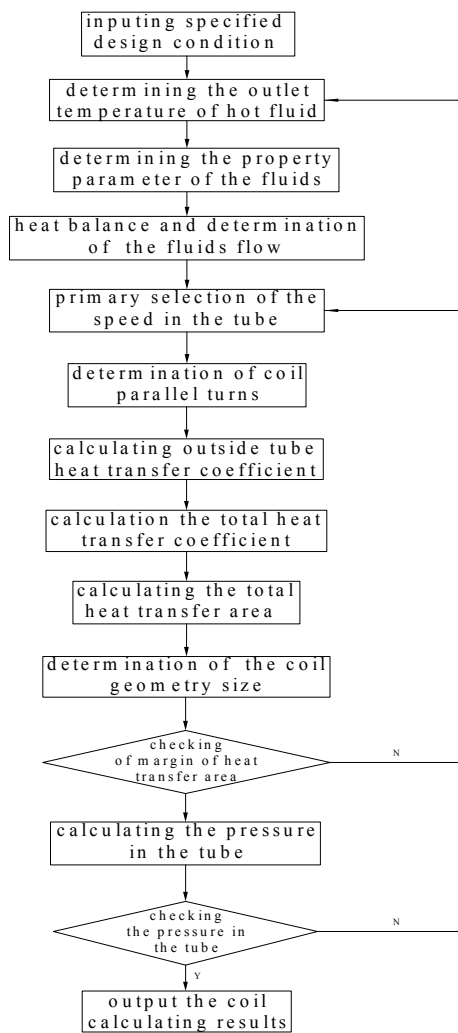 inputing specified
design condition
determining the outlet
temperature of hot fluid
determining the property
parameter of the fluids
heat balance and determination
of the fluids flow
primary selection of the
speed in the tube
determination of coil
parallel turns
calculating outside tube
heat transfer coefficient
calculation the total heat
transfer coefficient
calculating the total
heat transfer area
determination of the coil
geometry size
checking
of margin of heat
transfer area
N
calculating the pressure
in the tube
checking
the pressure in
the tube
N
Y
output the coil
calculating results